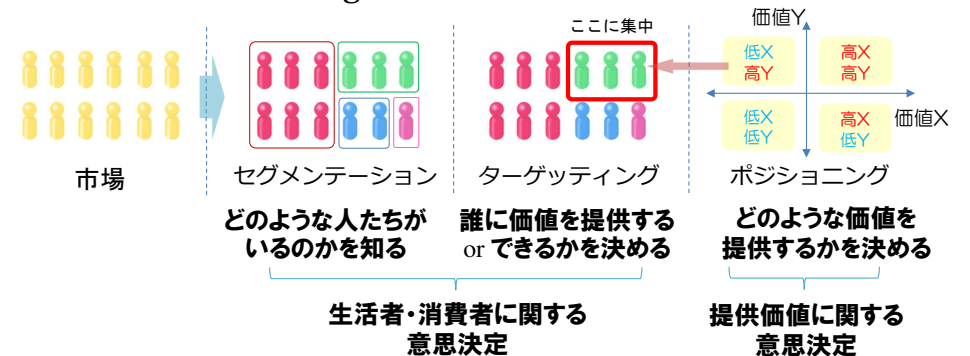 ここに集中
価値Y
低X
高Y
高X
高Y
価値X
低X
低Y
高X
低Y
市場
セグメンテーション
ターゲッティング
ポジショニング
どのような人たちが
いるのかを知る
誰に価値を提供する
or できるかを決める
どのような価値を
提供するかを決める
生活者・消費者に関する
意思決定
提供価値に関する
意思決定